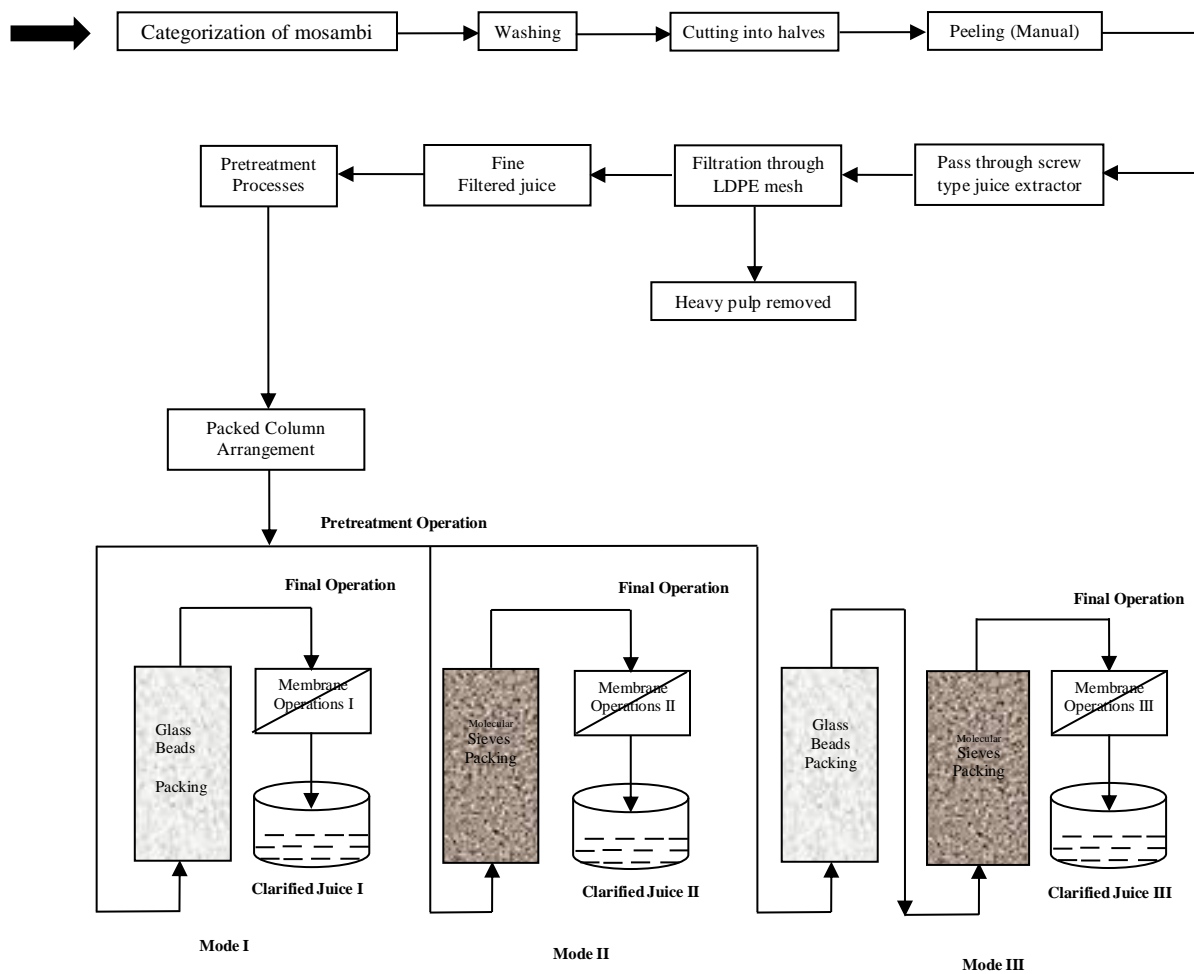 Categorization of mosambi
Washing
Cutting into halves
Peeling (Manual)
Pass through screw
type juice extractor
Filtration through
LDPE mesh
Fine
Filtered juice
Pretreatment
Processes
Heavy pulp removed
Packed Column
Arrangement
Pretreatment Operation
Final Operation
Glass
Beads
Packing
Membrane
Operations I
Clarified Juice I
Mode I
Final Operation
Molecular
Sieves
Packing
Membrane
Operations II
Clarified Juice II
Mode II
Glass
Beads
Packing
Final Operation
Molecular
Sieves
Packing
Membrane
Operations III
Clarified Juice III
Mode III